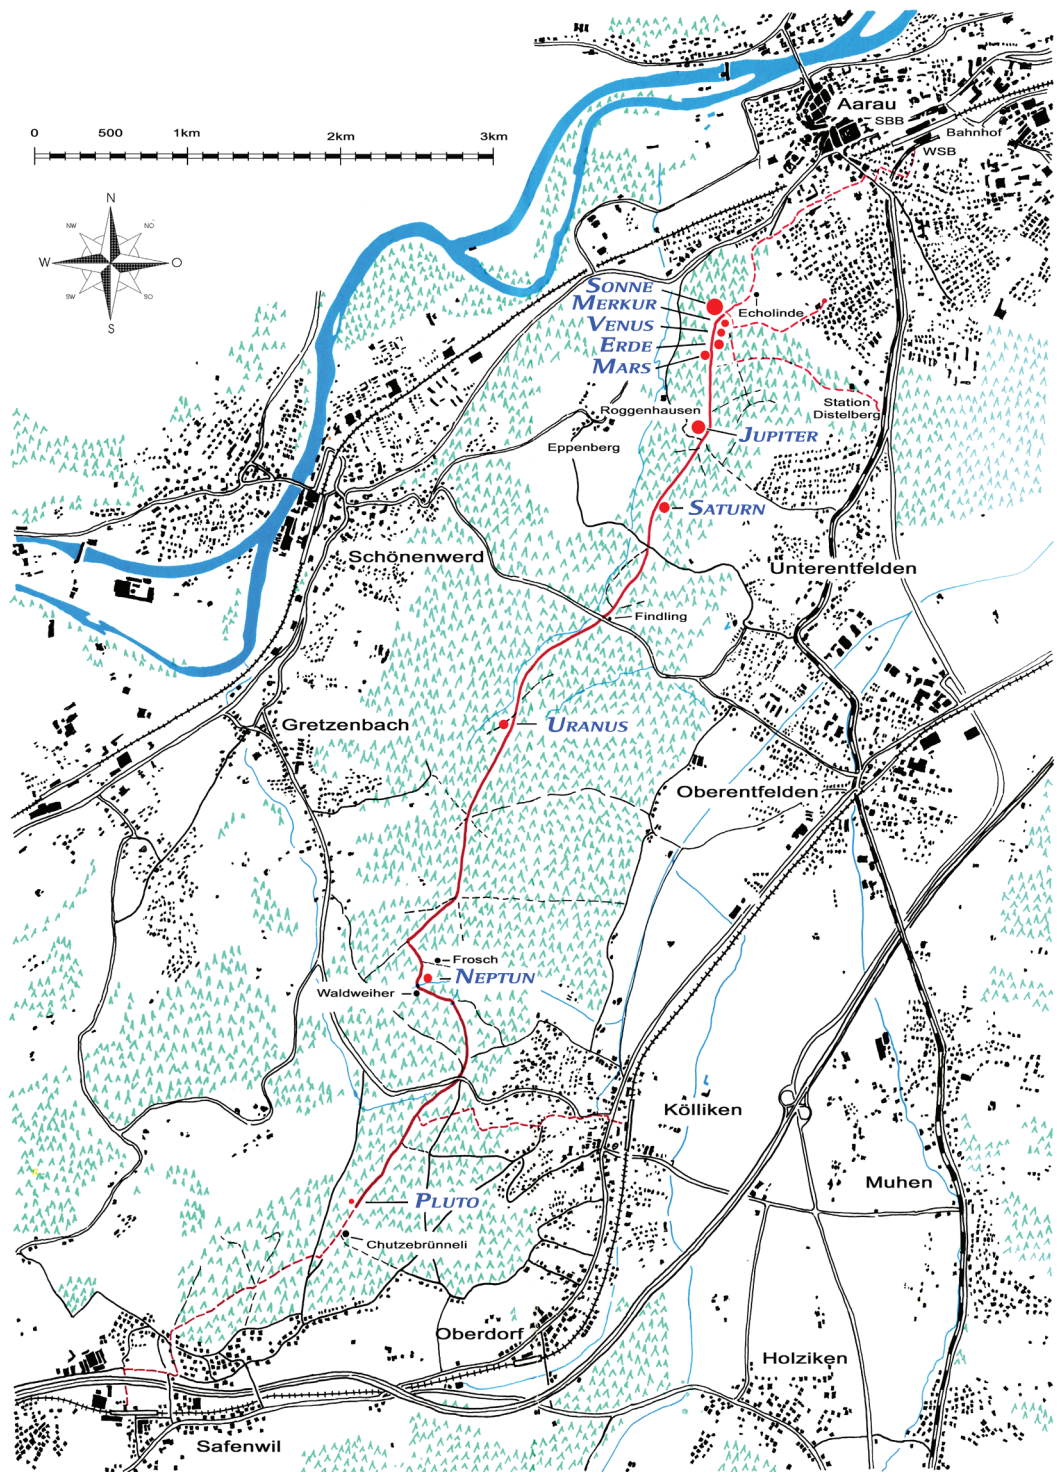 Aarau
SBB
Bahnhof
WSB
0 500 1km 2km 3km
N
NW NO
W O
SW SO
S
SONNE
MERKUR
VENUS
ERDE
MARS
Echolinde
Station
Distelberg
Roggenhausen
JUPITER
Eppenberg
SATURN
Schönenwerd
Unterentfelden
Findling
Gretzenbach
URANUS
Oberentfelden
Frosch
NEPTUN
Waldweiher
Kölliken
Muhen
PLUTO
Chutzebrünneli
Oberdorf
Holziken
Safenwil